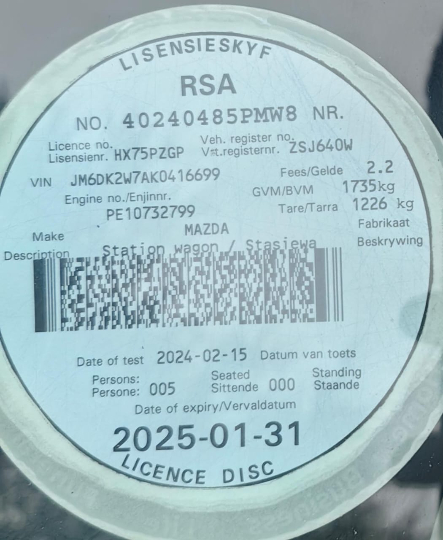 LISENSIESKYF
RSA
NO. 40240485PMW8 NR.
Licence no. Veh. register no.
Lisensienr. HX75PZGP Vrt.registernr. ZSJ640W
VIN JM6DK2W7AK0416699 Fees/Gelde 2.2
Engine no./Enjinnr. GVM/BVM 1735kg
PE10732799 Tare/Tarra 1226 kg
Make MAZDA Fabrikaat
Description Station wagon / Stasiewa Beskrywing
Date of test 2024-02-15 Datum van toets
Persons: Seated Standing
Persone: 005 Sittende 000 Staande
Date of expiry/Vervaldatum
2025-01-31
LICENCE DISC